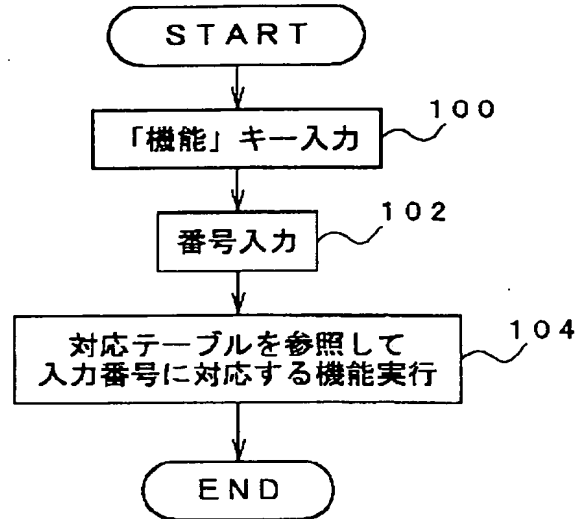 START
「機能」キー入力
100
番号入力
102
対応テーブルを参照して
入力番号に対応する機能実行
104
END